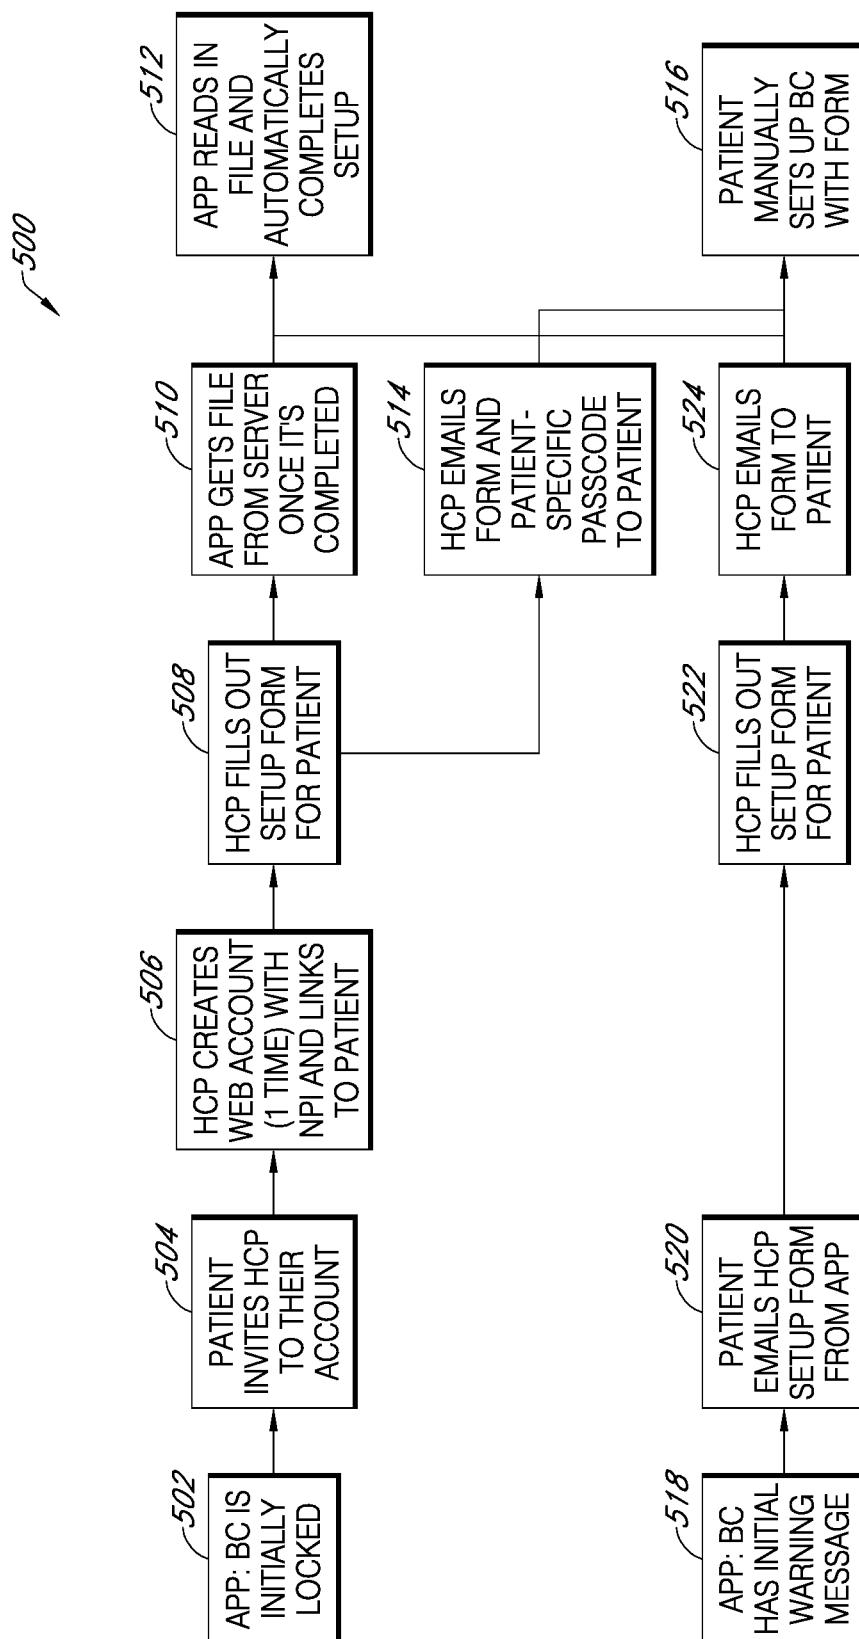 500
502
APP: BC IS
INITIALLY
LOCKED
504
PATIENT
INVITES HCP
TO THEIR
ACCOUNT
506
HCP CREATES
WEB ACCOUNT
(1 TIME) WITH
NPI AND LINKS
TO PATIENT
508
HCP FILLS OUT
SETUP FORM
FOR PATIENT
510
APP GETS FILE
FROM SERVER
ONCE IT'S
COMPLETED
512
APP READS IN
FILE AND
AUTOMATICALLY
COMPLETES
SETUP
514
HCP EMAILS
FORM AND
PATIENT-
SPECIFIC
PASSCODE
TO PATIENT
518
APP: BC
HAS INITIAL
WARNING
MESSAGE
520
PATIENT
EMAILS HCP
SETUP FORM
FROM APP
522
HCP FILLS OUT
SETUP FORM
FOR PATIENT
524
HCP EMAILS
FORM TO
PATIENT
516
PATIENT
MANUALLY
SETS UP BC
WITH FORM